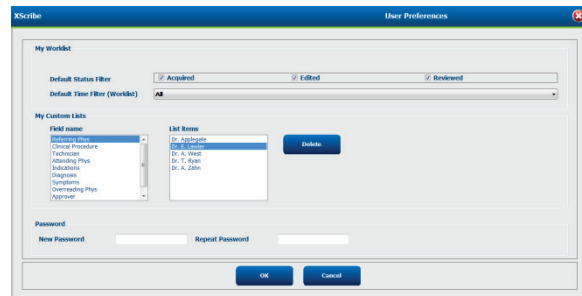 XScribe User Preferences
My Worklist
Default Status Filter Acquired Edited Reviewed
Default Time Filter (Worklist) All
My Custom Lists
Field name List items
Referring Phys Dr. Applegate
Clinical Procedure Dr. E. Lawler
Technician Dr. A. West
Attending Phys Dr. T. Ryan
Indications Dr. A. Zahn
Diagnosis
Symptoms
Overreading Phys
Approver
Delete
Password
New Password Repeat Password
OK Cancel